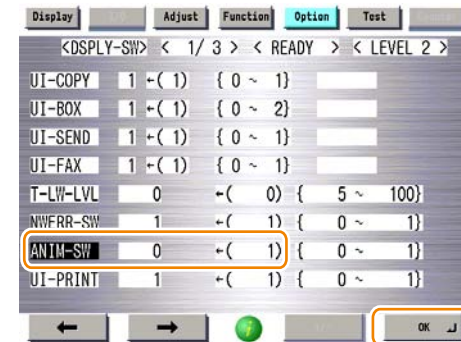 Display Adjust Function Option Test
<DSPLY-SW> < 1/ 3 > < READY > < LEVEL 2 >
UI-COPY 1 ←( 1) { 0 ~ 1}
UI-BOX 1 ←( 1) { 0 ~ 2}
UI-SEND 1 ←( 1) { 0 ~ 1}
UI-FAX 1 ←( 1) { 0 ~ 1}
T-LW-LVL 0 ←( 0) { 5 ~ 100}
NWERR-SW 1 ←( 1) { 0 ~ 1}
ANIM-SW 0 ←( 1) { 0 ~ 1}
UI-PRINT 1 ←( 1) { 0 ~ 1}
← → i OK ↵